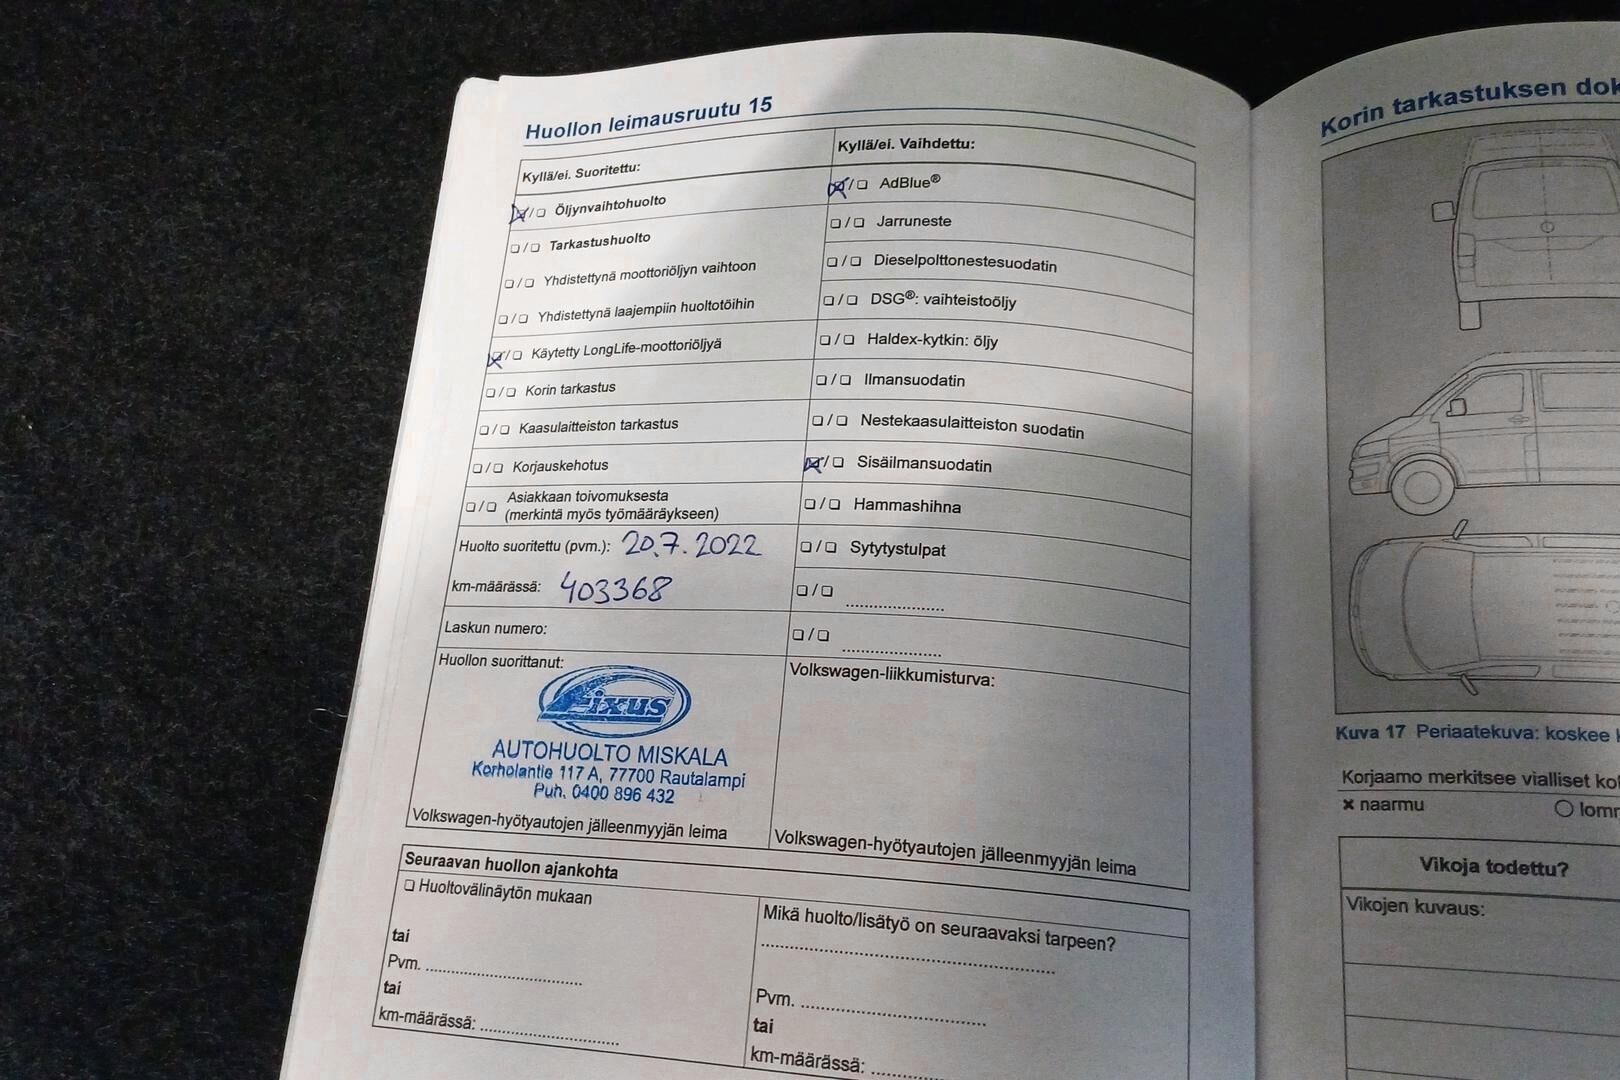 Huollon leimausruutu 15
Kyllä/ei. Suoritettu:
Öljynvaihtohuolto
Tarkastushuolto
Yhdistettynä moottoriöljyn vaihtoon
Yhdistettynä laajempiin huoltotöihin
Käytetty LongLife-moottoriöljyä
Korin tarkastus
Kaasulaitteiston tarkastus
Korjauskehotus
Asiakkaan toivomuksesta
(merkintä myös työmääräykseen)
Huolto suoritettu (pvm.): 20.7.2022
km-määrässä: 403368
Laskun numero:
Huollon suorittanut:
Fixus
AUTOHUOLTO MISKALA
Korholantie 117 A, 77700 Rautalampi
Puh. 0400 896 432
Volkswagen-hyötyautojen jälleenmyyjän leima
Kyllä/ei. Vaihdettu:
AdBlue®
Jarruneste
Dieselpolttonestesuodatin
DSG®: vaihteistoöljy
Haldex-kytkin: öljy
Ilmansuodatin
Nestekaasulaitteiston suodatin
Sisäilmansuodatin
Hammashihna
Sytytystulpat
Volkswagen-liikkumisturva:
Volkswagen-hyötyautojen jälleenmyyjän leima
Seuraavan huollon ajankohta
Huoltovälinäytön mukaan
tai
Pvm.
tai
km-määrässä:
Mikä huolto/lisätyö on seuraavaksi tarpeen?
Pvm.
tai
km-määrässä:
Korin tarkastuksen dok
Kuva 17 Periaatekuva: koskee
Korjaamo merkitsee vialliset
x naarmu
Vikoja todettu?
Vikojen kuvaus: